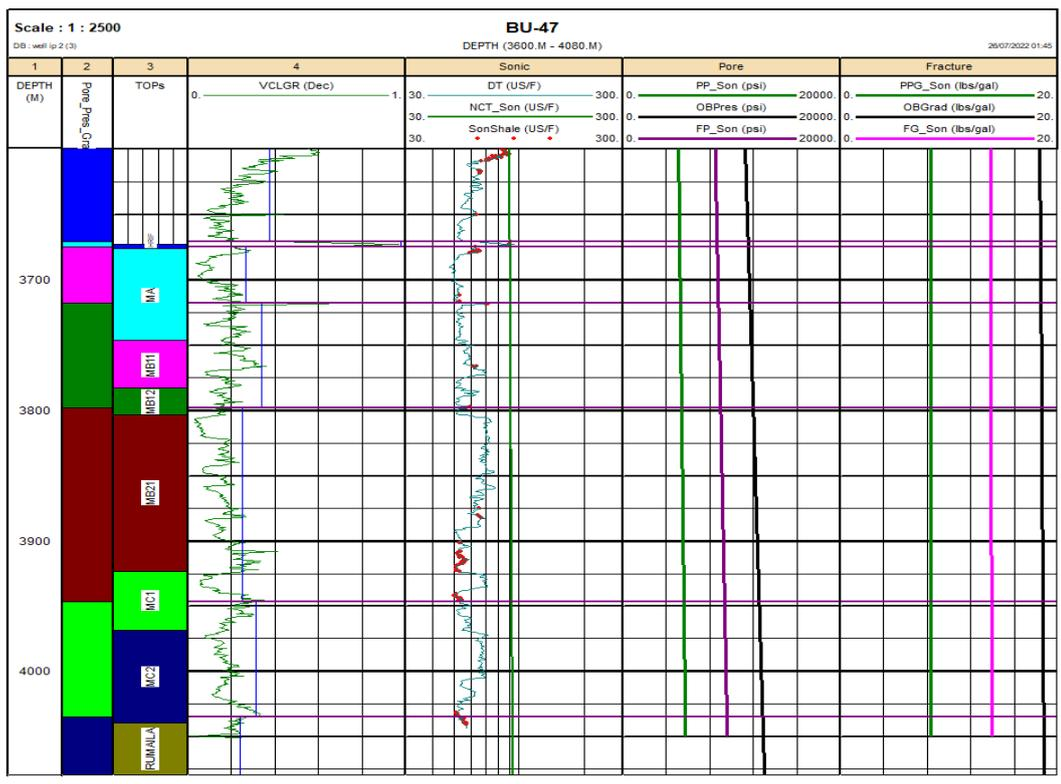 Scale : 1 : 2500
BU-47
DB : well ip 2 (3)
DEPTH (3600.M - 4080.M)
26/07/2022 01:45
1 2 3 4 Sonic Pore Fracture
DEPTH (M)
Pore_Pres_Gra
TOPs
0. VCLGR (Dec) 1.
30. DT (US/F) 300.
30. NCT_Son (US/F) 300.
30. SonShale (US/F) 300.
0. PP_Son (psi) 20000.
0. OBPres (psi) 20000.
0. FP_Son (psi) 20000.
0. PPG_Son (lbs/gal) 20.
0. OBGrad (lbs/gal) 20.
0. FG_Son (lbs/gal) 20.
3700
3800
3900
4000
MA
MB11
MB12
MB21
MC1
MC2
RUMAILA